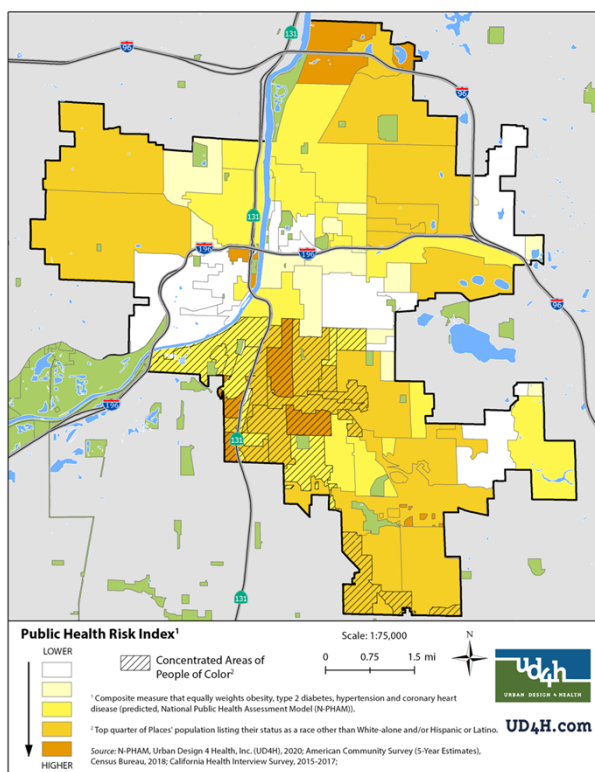 131
96
96
131
196
196
96
196
131
131
Public Health Risk Index¹
LOWER
HIGHER
Concentrated Areas of
People of Color²
Scale: 1:75,000
0 0.75 1.5 mi
N
¹ Composite measure that equally weights obesity, type 2 diabetes, hypertension and coronary heart
disease (predicted, National Public Health Assessment Model (N-PHAM)).
² Top quarter of Places' population listing their status as a race other than White-alone and/or Hispanic or Latino.
Source: N-PHAM, Urban Design 4 Health, Inc. (UD4H), 2020; American Community Survey (5-Year Estimates),
Census Bureau, 2018; California Health Interview Survey, 2015-2017;
ud4h
URBAN DESIGN 4 HEALTH
UD4H.com